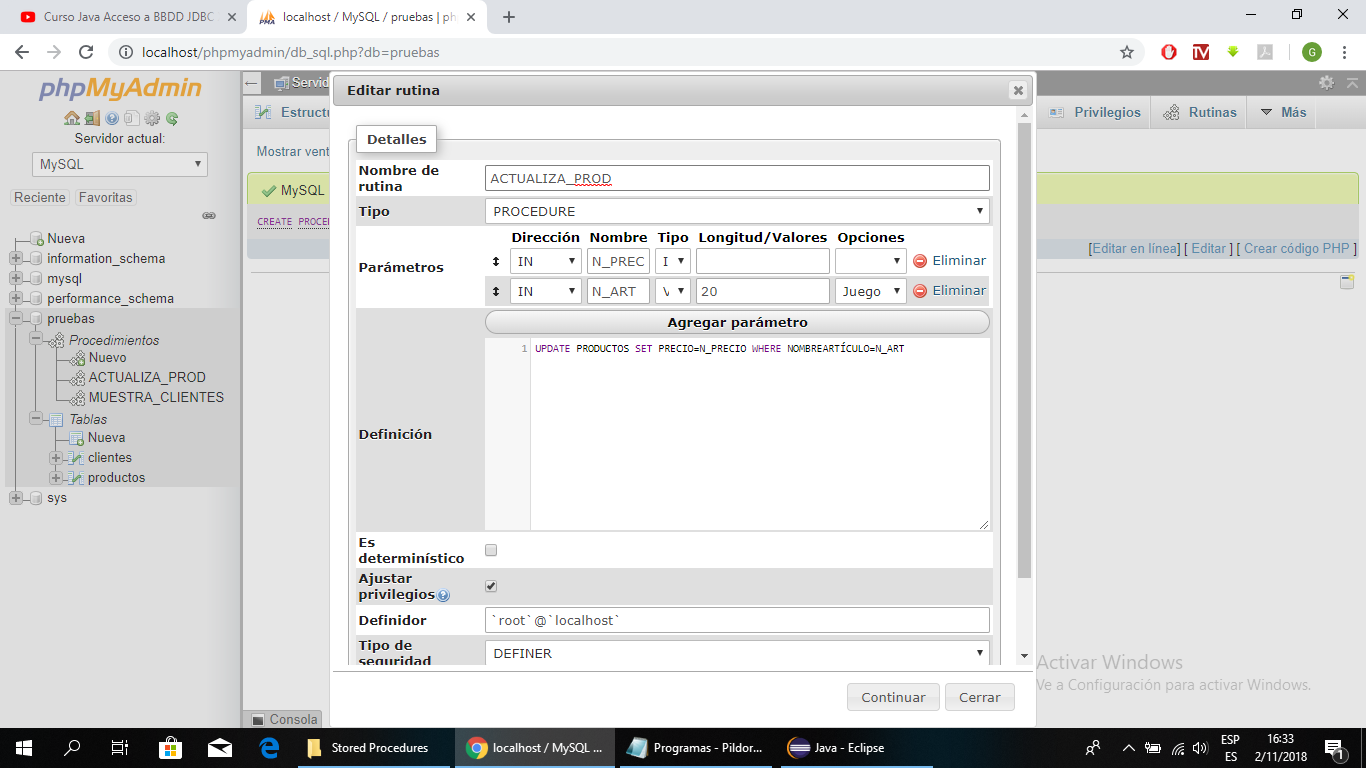 Curso Java Acceso a BBDD JDBC
localhost / MySQL / pruebas | ph
localhost/phpmyadmin/db_sql.php?db=pruebas
G
phpMyAdmin
Servidor actual:
MySQL
Reciente Favoritas
Nueva
information_schema
mysql
performance_schema
pruebas
Procedimientos
Nuevo
ACTUALIZA_PROD
MUESTRA_CLIENTES
Tablas
Nueva
clientes
productos
sys
Servid
Estructu
Privilegios Rutinas Más
Mostrar vent
MySQL
CREATE PROCED
[Editar en línea] [ Editar ] [ Crear código PHP ]
Consola
Editar rutina
Detalles
Nombre de rutina ACTUALIZA_PROD
Tipo PROCEDURE
Parámetros
Dirección Nombre Tipo Longitud/Valores Opciones
IN N_PREC I Eliminar
IN N_ART V 20 Juego Eliminar
Agregar parámetro
Definición
1 UPDATE PRODUCTOS SET PRECIO=N_PRECIO WHERE NOMBREARTÍCULO=N_ART
Es determinístico
Ajustar privilegios
Definidor `root`@`localhost`
Tipo de seguridad DEFINER
Continuar Cerrar
Activar Windows
Ve a Configuración para activar Windows.
Stored Procedures
localhost / MySQL ...
Programas - Pildor...
Java - Eclipse
ESP
ES
16:33
2/11/2018
1